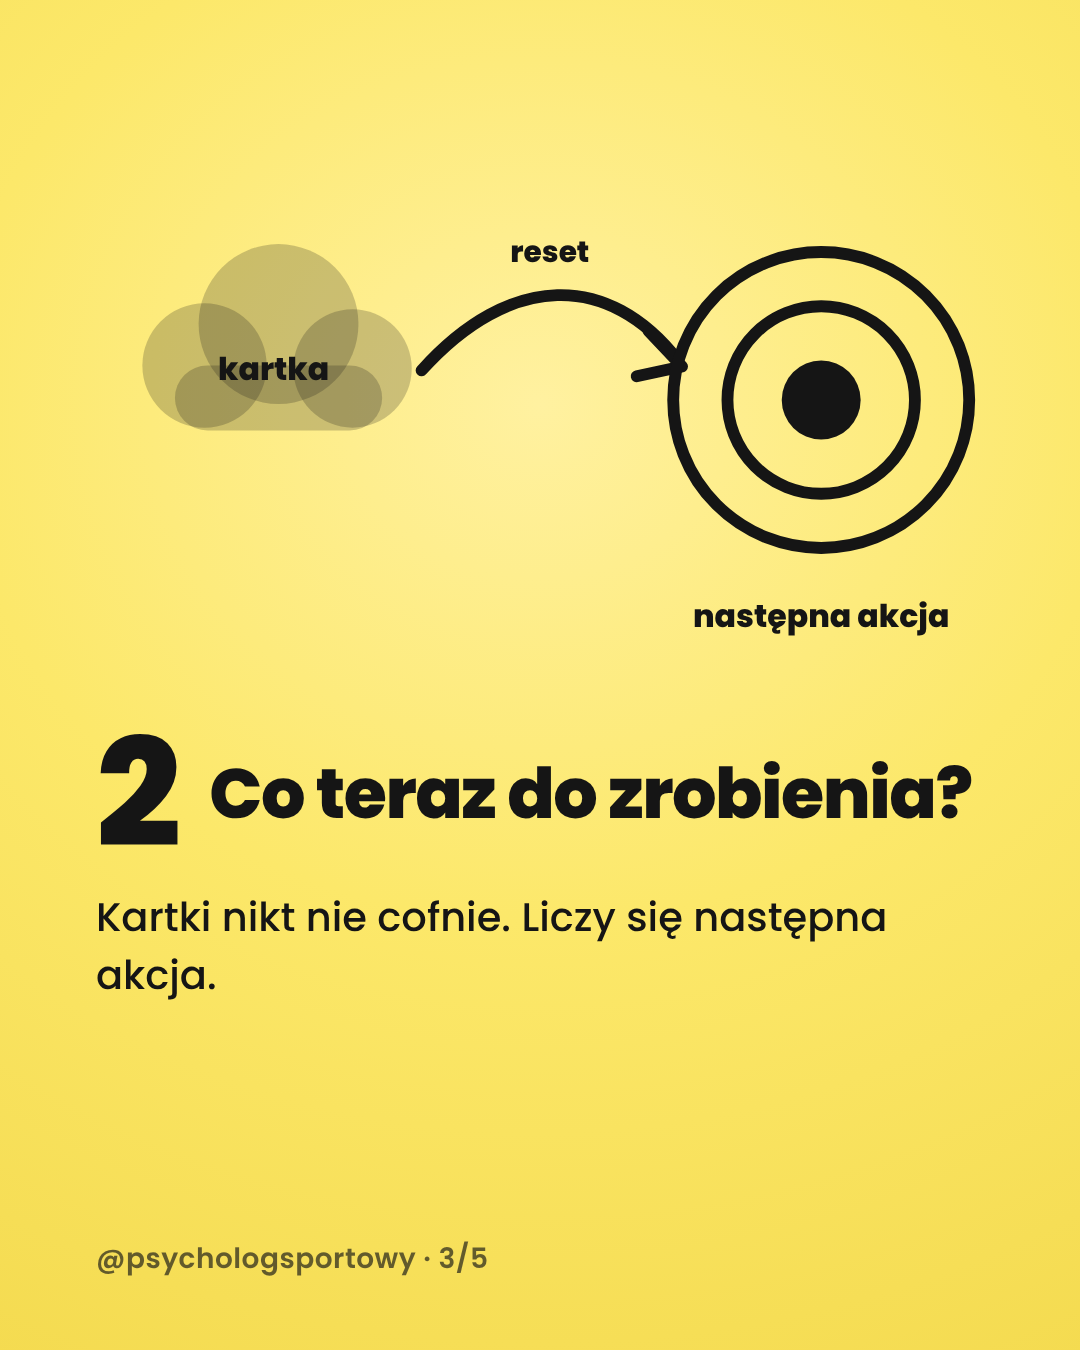 reset
kartka
następna akcja
2 Co teraz do zrobienia?
Kartki nikt nie cofnie. Liczy się następna
akcja.
@psychologsportowy · 3/5